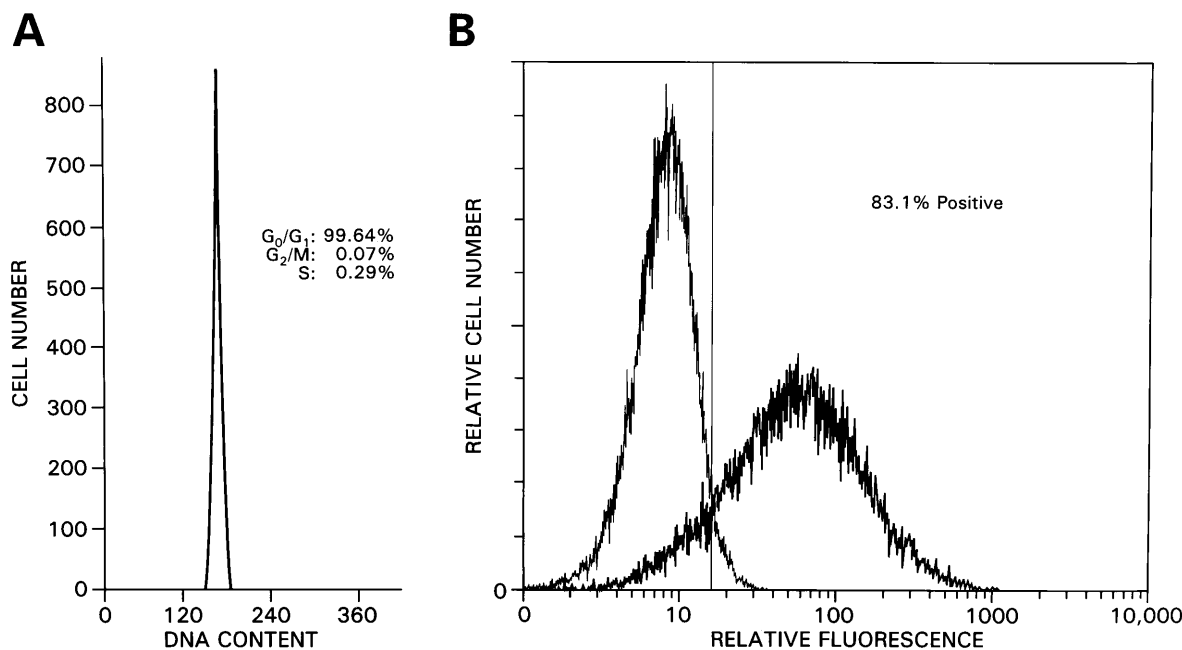 A
B
800
700
600
500
400
300
200
100
0
CELL NUMBER
G0/G1: 99.64%
G2/M: 0.07%
S: 0.29%
0 120 240 360
DNA CONTENT
RELATIVE CELL NUMBER
83.1% Positive
0
0 10 100 1000 10,000
RELATIVE FLUORESCENCE